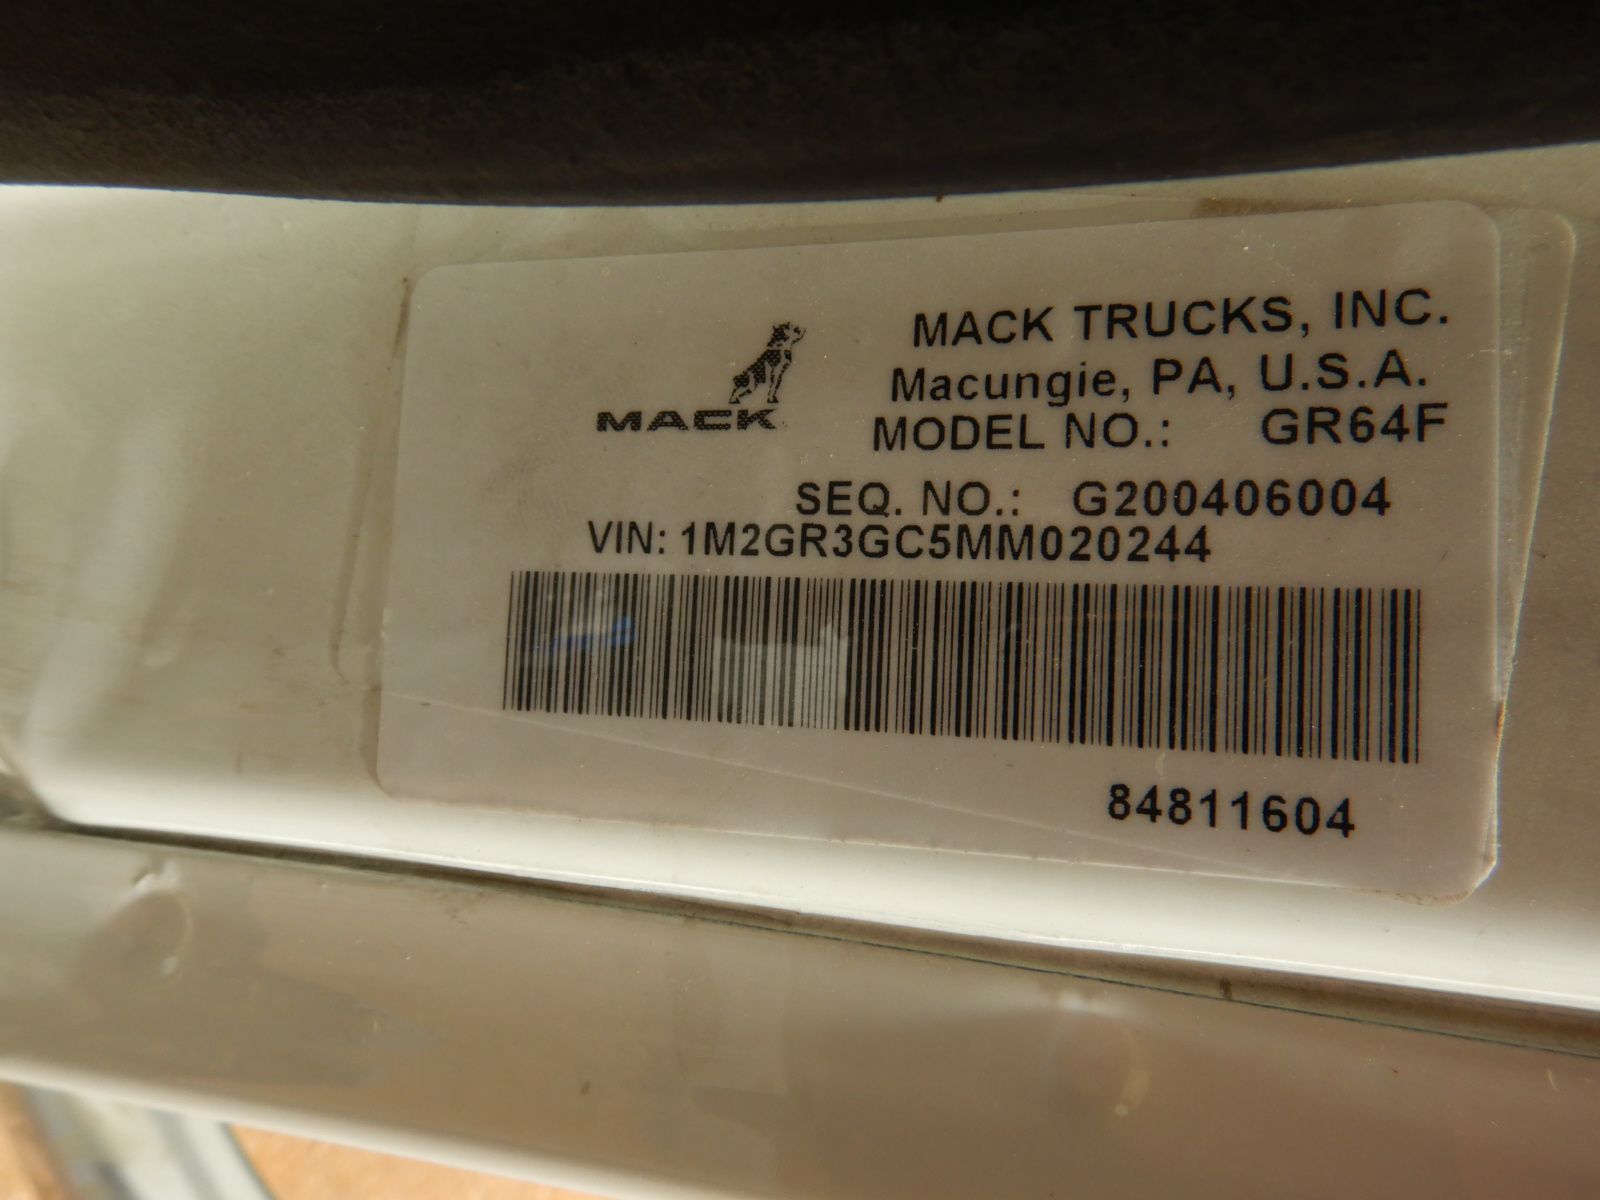 MACK
MACK TRUCKS, INC.
Macungie, PA, U.S.A.
MODEL NO.: GR64F
SEQ. NO.: G200406004
VIN: 1M2GR3GC5MM020244
84811604